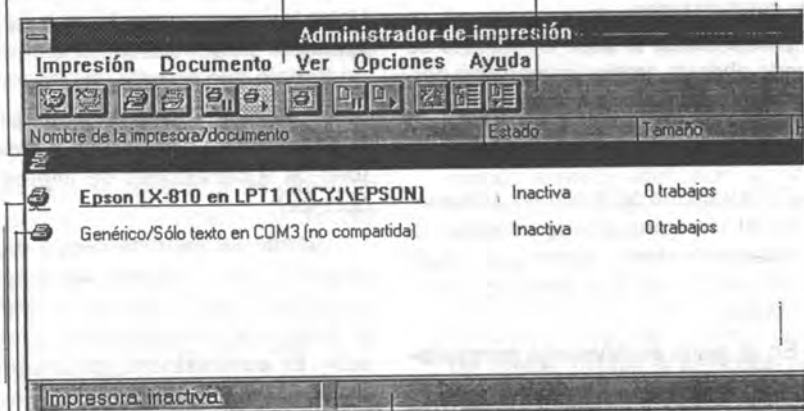 Administrador de impresión
Impresión Documento Ver Opciones Ayuda
Nombre de la impresora/documento Estado Tamaño
Epson LX-810 en LPT1 (\\CYJ\EPSON) Inactiva 0 trabajos
Genérico/Sólo texto en COM3 (no compartida) Inactiva 0 trabajos
Impresora: inactiva